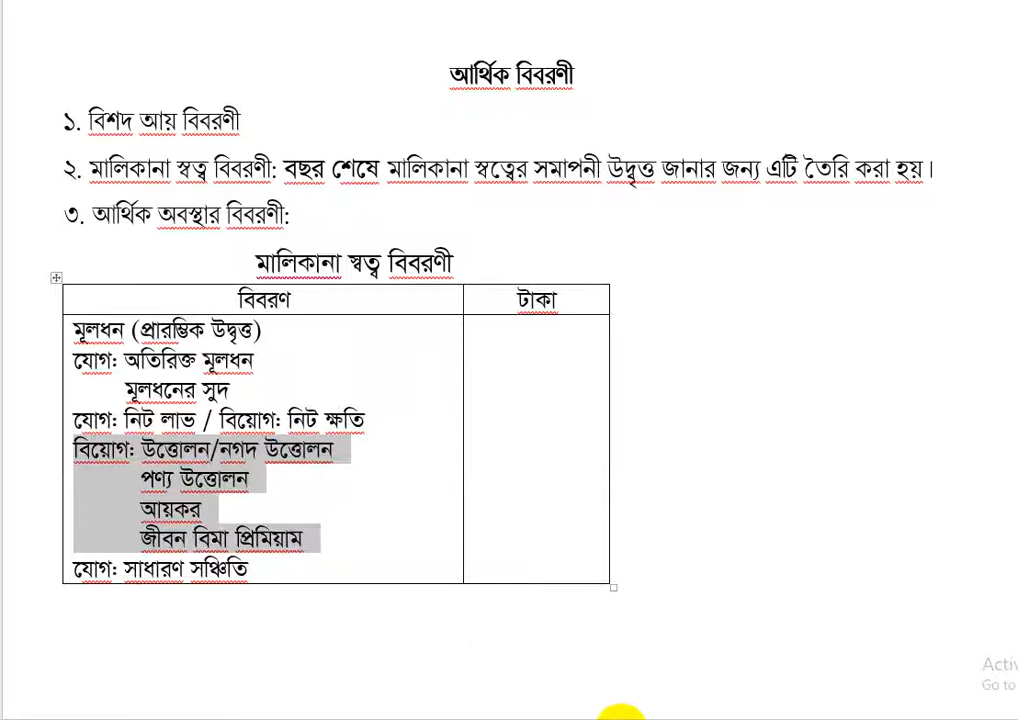 আর্থিক বিবরণী
১. বিশদ আয় বিবরণী
২. মালিকানা স্বত্ব বিবরণী: বছর শেষে মালিকানা স্বত্বের সমাপনী উদ্বৃত্ত জানার জন্য এটি তৈরি করা হয়।
৩. আর্থিক অবস্থার বিবরণী:
মালিকানা স্বত্ব বিবরণী
বিবরণ টাকা
মূলধন (প্রারম্ভিক উদ্বৃত্ত)
যোগ: অতিরিক্ত মূলধন
মূলধনের সুদ
যোগ: নিট লাভ / বিয়োগ: নিট ক্ষতি
বিয়োগ: উত্তোলন/নগদ উত্তোলন
পণ্য উত্তোলন
আয়কর
জীবন বিমা প্রিমিয়াম
যোগ: সাধারণ সঞ্চিতি
Go to